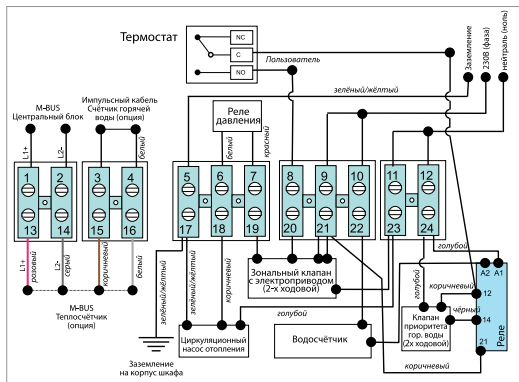 Термостат
NC
C
NO
Пользователь
Заземление
230В (фаза)
нейтраль (ноль)
зелёный/жёлтый
M-BUS
Центральный блок
Импульсный кабель
Счётчик горячей
воды (опция)
Реле
давления
L1+
L2-
белый
белый
красный
1
2
3
4
5
6
7
8
9
10
11
12
13
14
15
16
17
18
19
20
21
22
23
24
L1+
розовый
L2-
серый
коричневый
белый
зелёный/жёлтый
зелёный/жёлтый
коричневый
Зональный клапан
с электроприводом
(2-х ходовой)
голубой
голубой
голубой
A2
A1
коричневый
12
чёрный
14
Реле
21
M-BUS
Теплосчётчик
(опция)
Заземление
на корпус шкафа
Циркуляционный
насос отопления
Водосчётчик
Клапан
приоритета
гор. воды
(2х ходовой)
коричневый